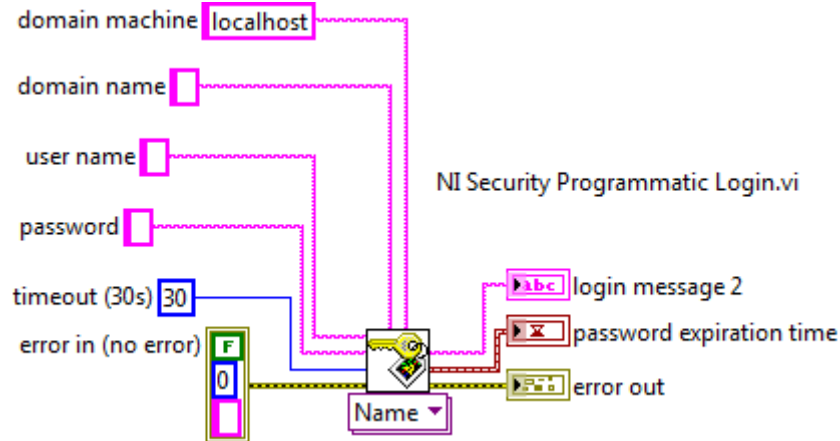 domain machine localhost
domain name
user name
NI Security Programmatic Login.vi
password
timeout (30s) 30
abc login message 2
error in (no error) F
password expiration time
0
error out
Name